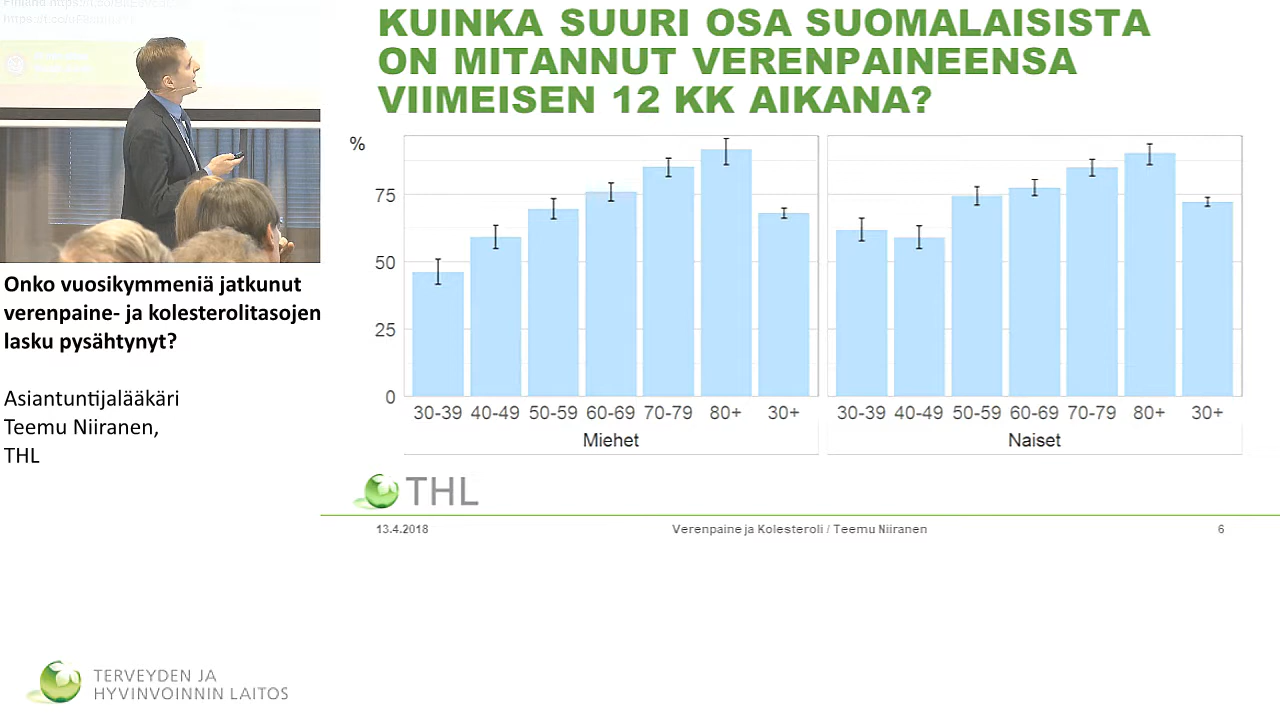 KUINKA SUURI OSA SUOMALAISISTA
ON MITANNUT VERENPAINEENSA
VIIMEISEN 12 KK AIKANA?
%
75
50
25
0
30-39 40-49 50-59 60-69 70-79 80+ 30+
Miehet
30-39 40-49 50-59 60-69 70-79 80+ 30+
Naiset
THL
13.4.2018
Verenpaine ja Kolesteroli / Teemu Niiranen
6
Onko vuosikymmeniä jatkunut
verenpaine- ja kolesterolitasojen
lasku pysähtynyt?
Asiantuntijalääkäri
Teemu Niiranen,
THL
TERVEYDEN JA
HYVINVOINNIN LAITOS